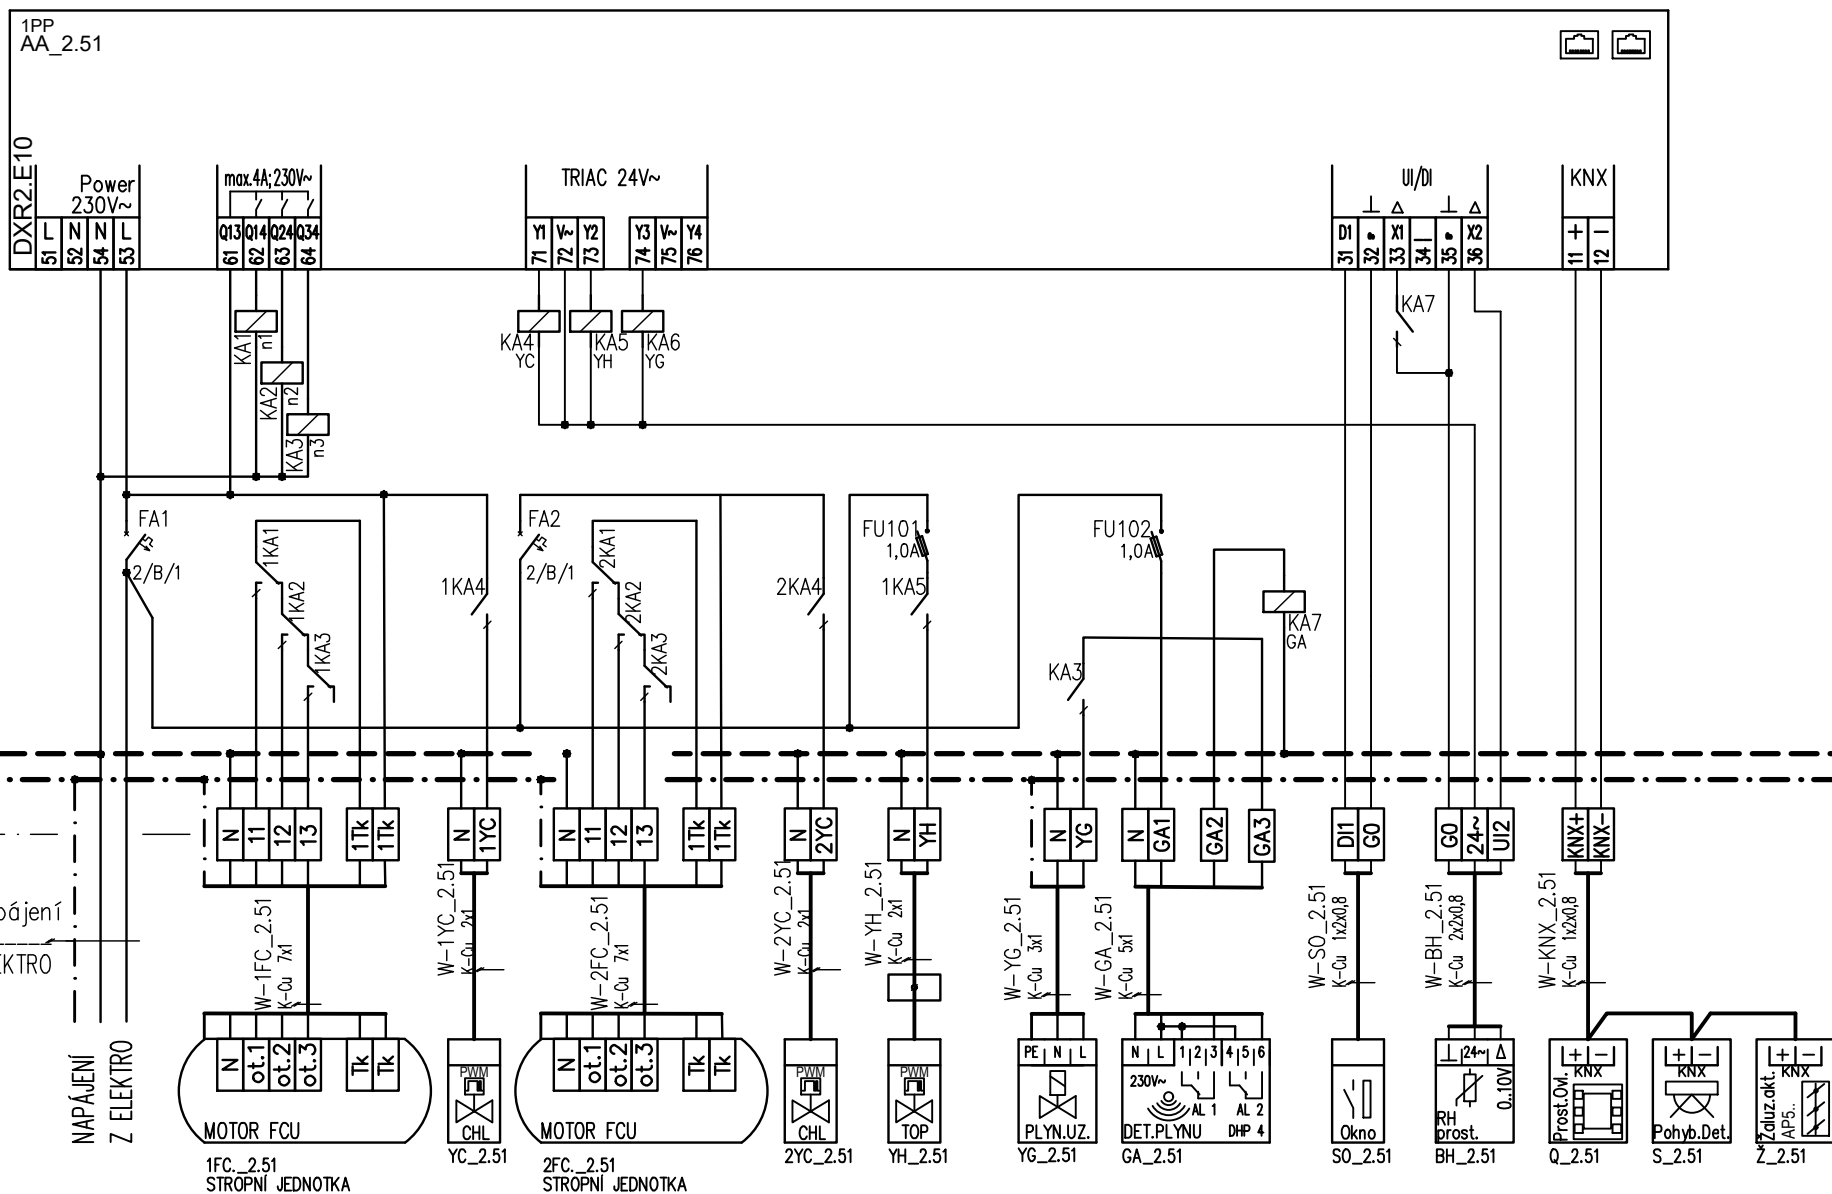 1PP
AA_2.51
DXR2.E10
Power
230V~
L N N L
51 52 54 53
max.4A;230V~
Q13 Q14 Q24 Q34
61 62 63 64
TRIAC 24V~
Y1 V~ Y2 Y3 V~ Y4
71 72 73 74 75 76
UI/DI
D1 X1 X2
31 32 33 34 35 36
KNX
+ −
11 12
KA1
n1
KA2
n2
KA3
n3
KA4
YC
KA5
YH
KA6
YG
KA7
FA1
2/B/1
1KA1
1KA2
1KA3
1KA4
FA2
2/B/1
2KA1
2KA2
2KA3
2KA4
FU101
1,0A
1KA5
FU102
1,0A
KA3
KA7
GA
N 11 12 13 1Tk 1Tk
N 1YC
N 11 12 13 1Tk 1Tk
N 2YC
N YH
N YG
N GA1 GA2 GA3
DI1 G0
G0 24~ UI2
KNX+ KNX-
pájení
EKTRO
W-1FC_2.51
K-Cu 7x1
W-1YC_2.51
K-Cu 2x1
W-2FC_2.51
K-Cu 7x1
W-2YC_2.51
K-Cu 2x1
W-YH_2.51
K-Cu 2x1
W-YG_2.51
K-Cu 3x1
W-GA_2.51
K-Cu 5x1
W-SO_2.51
K-Cu 1x2x0,8
W-BH_2.51
K-Cu 2x2x0,8
W-KNX_2.51
K-Cu 1x2x0,8
NAPÁJENÍ
Z ELEKTRO
N ot.1 ot.2 ot.3 Tk Tk
MOTOR FCU
1FC._2.51
STROPNÍ JEDNOTKA
PWM
CHL
YC_2.51
N ot.1 ot.2 ot.3 Tk Tk
MOTOR FCU
2FC._2.51
STROPNÍ JEDNOTKA
PWM
CHL
2YC_2.51
PWM
TOP
YH_2.51
PE N L
PLYN.UZ.
YG_2.51
N L 1 2 3 4 5 6
230V~
AL 1 AL 2
DET.PLYNU DHP 4
GA_2.51
Okno
SO_2.51
24~
0..10V
RH
prost.
BH_2.51
+ −
KNX
Prost.Ovl.
Q_2.51
+ −
KNX
Pohyb.Det.
S_2.51
+ −
KNX
Žaluz.akt.
AP5..
Ž_2.51